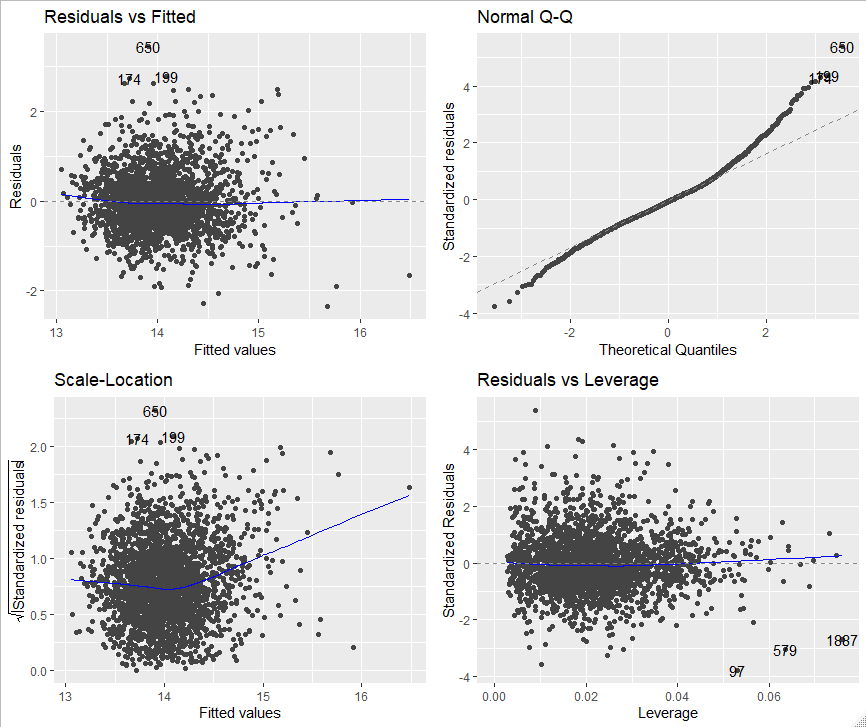 Residuals vs Fitted
650
174 199
2
0
-2
Residuals
13 14 15 16
Fitted values
Normal Q-Q
650
174 199
4
2
0
-2
-4
Standardized residuals
-2 0 2
Theoretical Quantiles
Scale-Location
650
174 199
2.0
1.5
1.0
0.5
0.0
√|Standardized residuals|
13 14 15 16
Fitted values
Residuals vs Leverage
4
2
0
-2
-4
Standardized Residuals
1887
579
97
0.00 0.02 0.04 0.06
Leverage